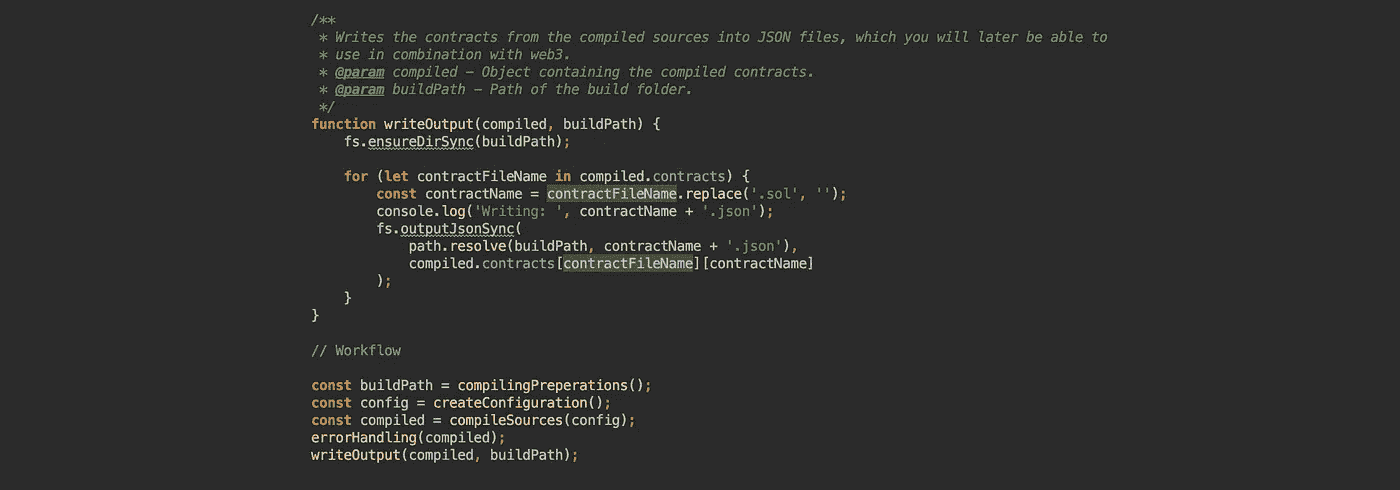 /**
 * Writes the contracts from the compiled sources into JSON files, which you will later be able to
 * use in combination with web3.
 * @param compiled - Object containing the compiled contracts.
 * @param buildPath - Path of the build folder.
 */
function writeOutput(compiled, buildPath) {
    fs.ensureDirSync(buildPath);

    for (let contractFileName in compiled.contracts) {
        const contractName = contractFileName.replace('.sol', '');
        console.log('Writing: ', contractName + '.json');
        fs.outputJsonSync(
            path.resolve(buildPath, contractName + '.json'),
            compiled.contracts[contractFileName][contractName]
        );
    }
}

// Workflow

const buildPath = compilingPreperations();
const config = createConfiguration();
const compiled = compileSources(config);
errorHandling(compiled);
writeOutput(compiled, buildPath);